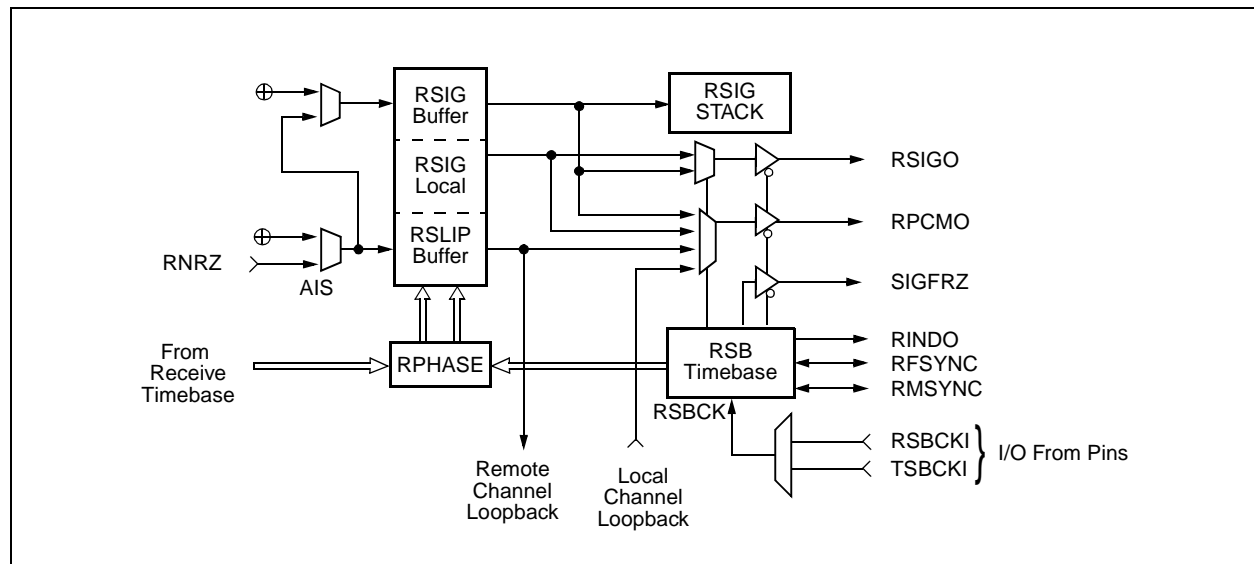 RSIG
Buffer
RSIG
STACK
RSIG
Local
RSIGO
RPCMO
RSLIP
Buffer
RNRZ
AIS
SIGFRZ
From
Receive
Timebase
RPHASE
RSB
Timebase
RINDO
RFSYNC
RMSYNC
RSBCK
RSBCKI
TSBCKI
I/O From Pins
Remote
Channel
Loopback
Local
Channel
Loopback